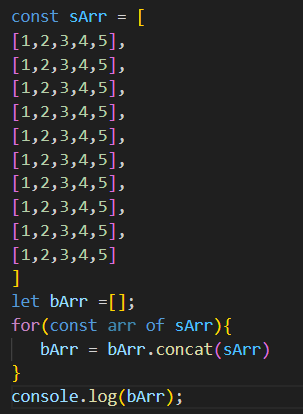 const sArr = [
[1,2,3,4,5],
[1,2,3,4,5],
[1,2,3,4,5],
[1,2,3,4,5],
[1,2,3,4,5],
[1,2,3,4,5],
[1,2,3,4,5],
[1,2,3,4,5],
[1,2,3,4,5],
[1,2,3,4,5]
]
let bArr =[];
for(const arr of sArr){
   bArr = bArr.concat(sArr)
}
console.log(bArr);